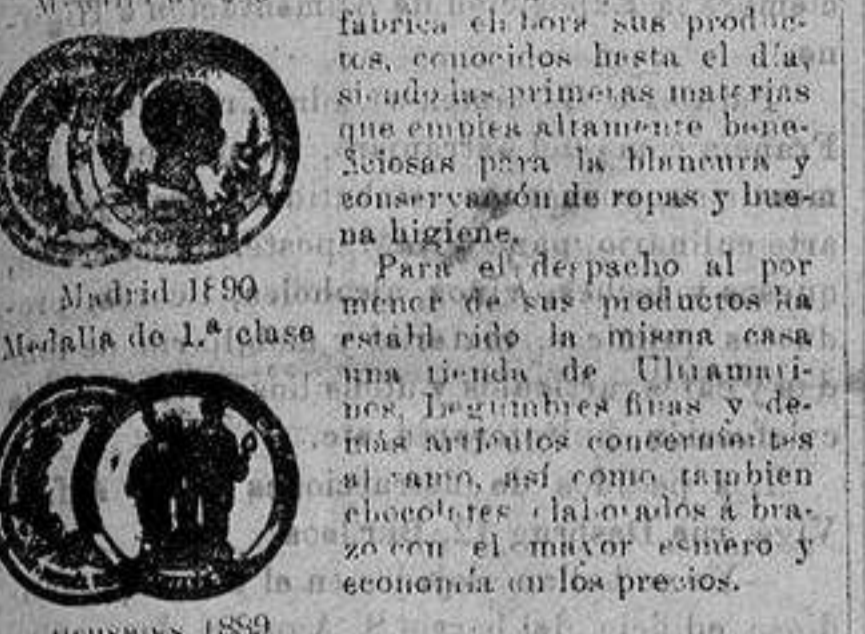 Madrid 1890
Medalla de 1.ª clase
1889
fabrica elabora sus produc-
tos, conocidos hasta el día,
siendo las primeras materias
que emplea altamente bene-
ficiosas para la blancura y
conservación de ropas y bue-
na higiene.
Para el despacho al por
menor de sus productos ha
establecido la misma casa
una tienda de Ultramari-
nos, Legumbres finas y de-
más artículos concernientes
al ramo, así como tambien
chocolates elaborados á bra-
zo con el mayor esmero y
economía en los precios.